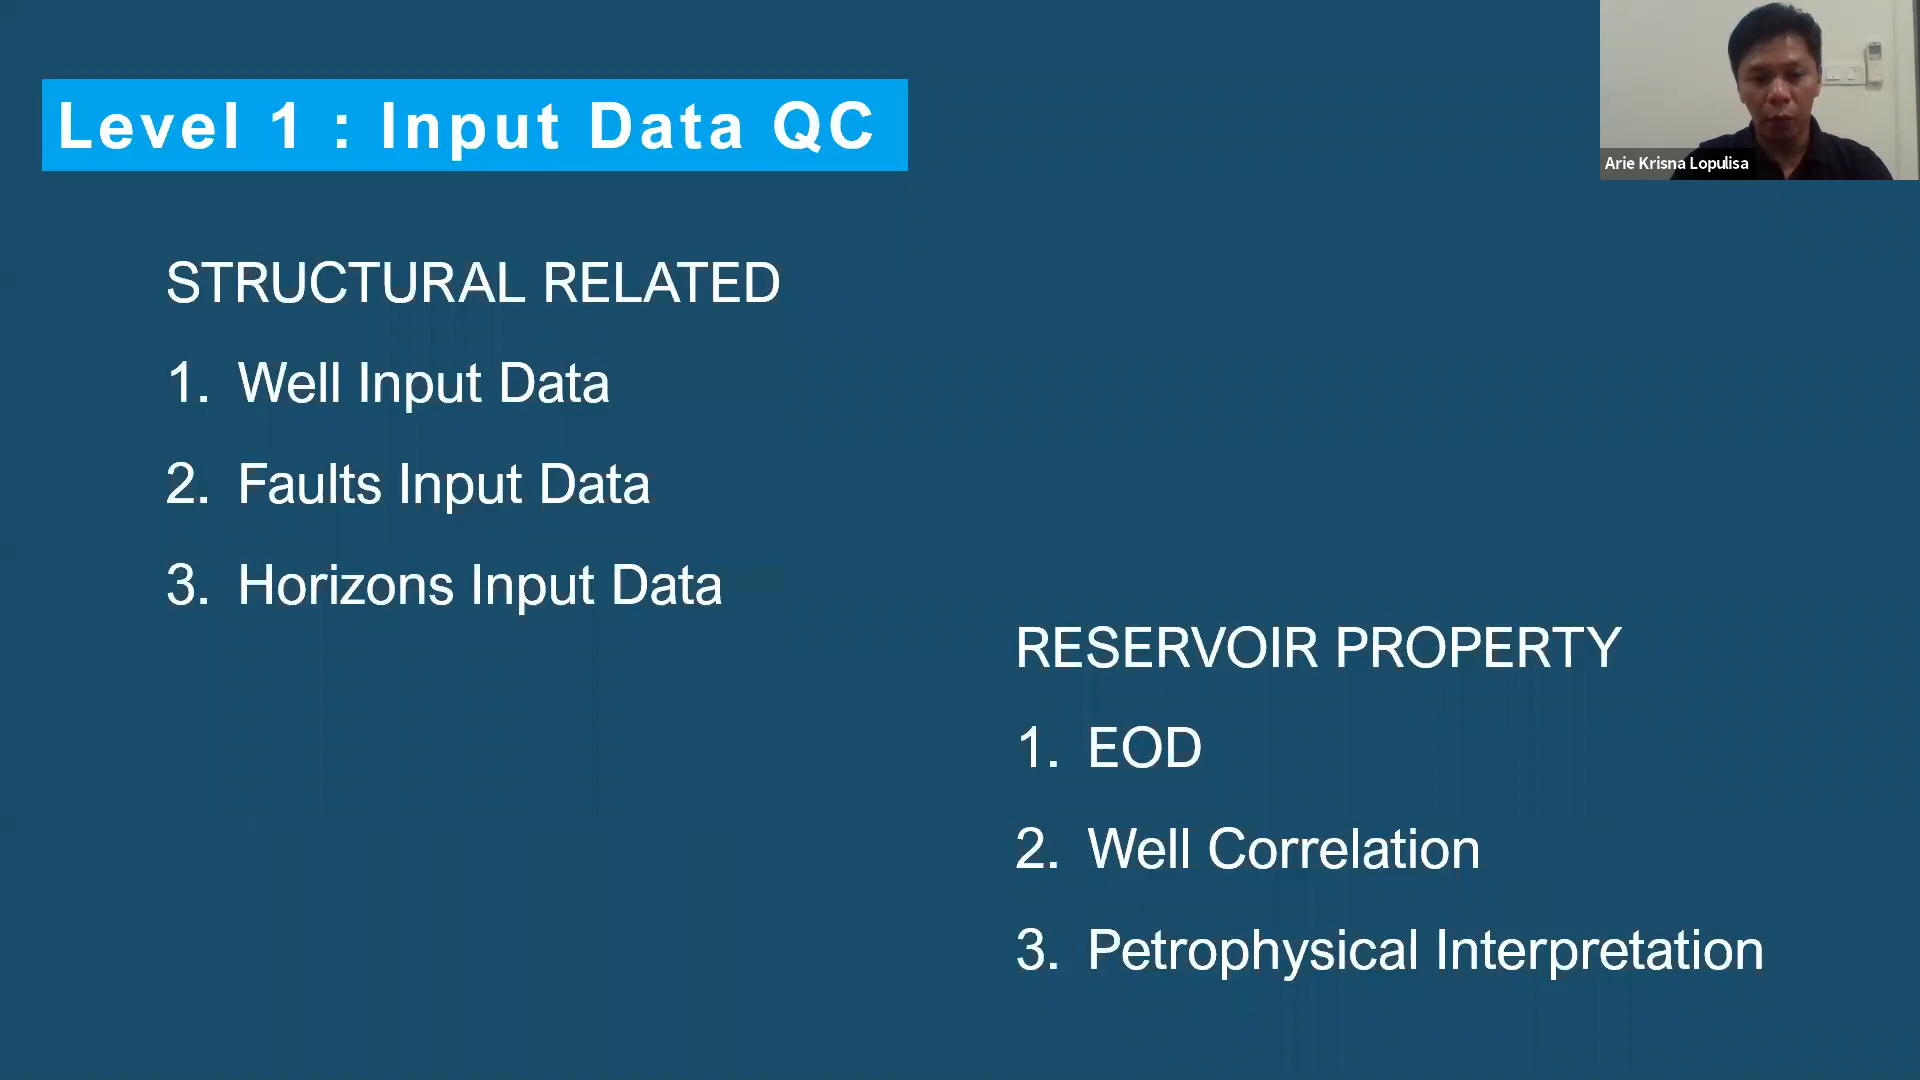 Level 1 : Input Data QC
Arie Krisna Lopulisa
STRUCTURAL RELATED
1. Well Input Data
2. Faults Input Data
3. Horizons Input Data
RESERVOIR PROPERTY
1. EOD
2. Well Correlation
3. Petrophysical Interpretation